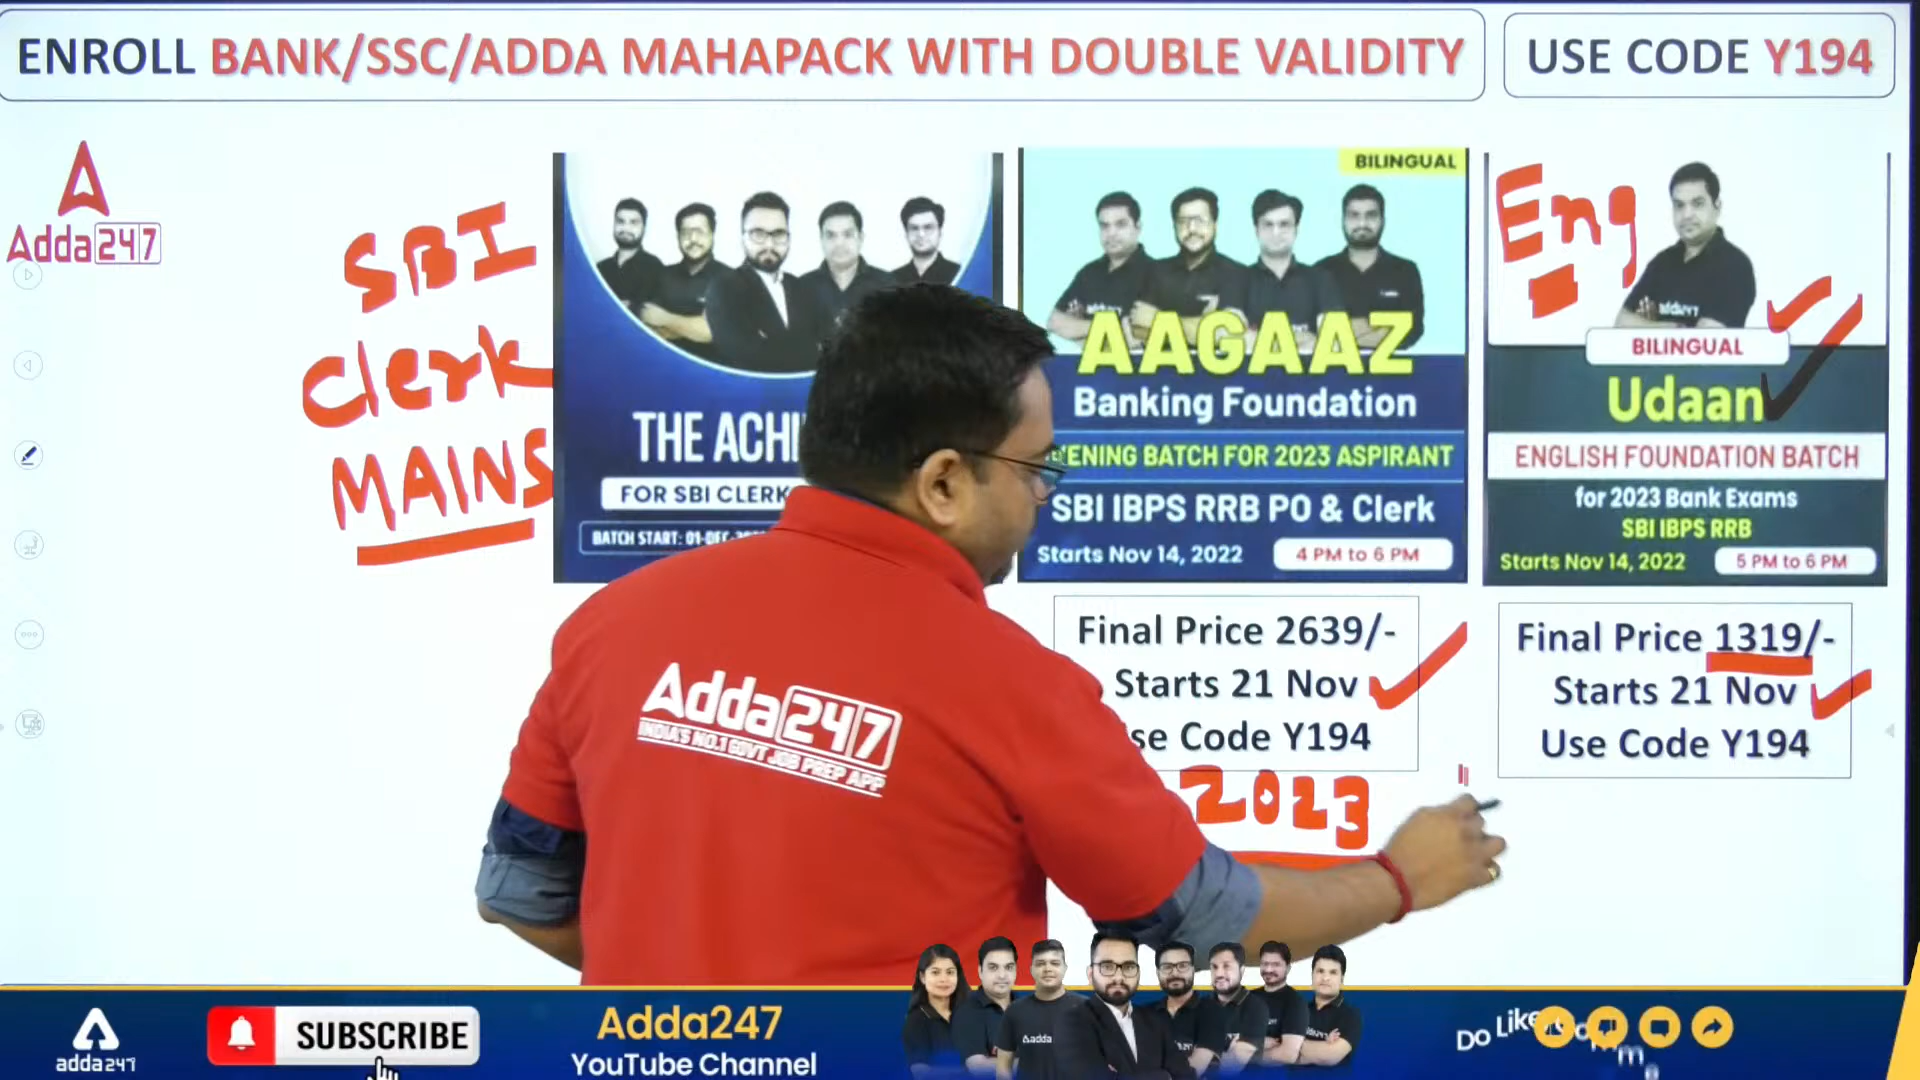 ENROLL BANK/SSC/ADDA MAHAPACK WITH DOUBLE VALIDITY
USE CODE Y194
Adda247
SBI
Clerk
MAINS
THE ACHI
FOR SBI CLERK
BATCH START: 01-DEC-
BILINGUAL
AAGAAZ
Banking Foundation
ENING BATCH FOR 2023 ASPIRANT
SBI IBPS RRB PO & Clerk
Starts Nov 14, 2022
4 PM to 6 PM
Eng
BILINGUAL
Udaan
ENGLISH FOUNDATION BATCH
for 2023 Bank Exams
SBI IBPS RRB
Starts Nov 14, 2022
5 PM to 6 PM
Final Price 2639/-
Starts 21 Nov
se Code Y194
2023
Final Price 1319/-
Starts 21 Nov
Use Code Y194
Adda247
INDIA'S NO.1 GOVT JOB PREP APP
adda247
SUBSCRIBE
Adda247
YouTube Channel
adda
Do Like